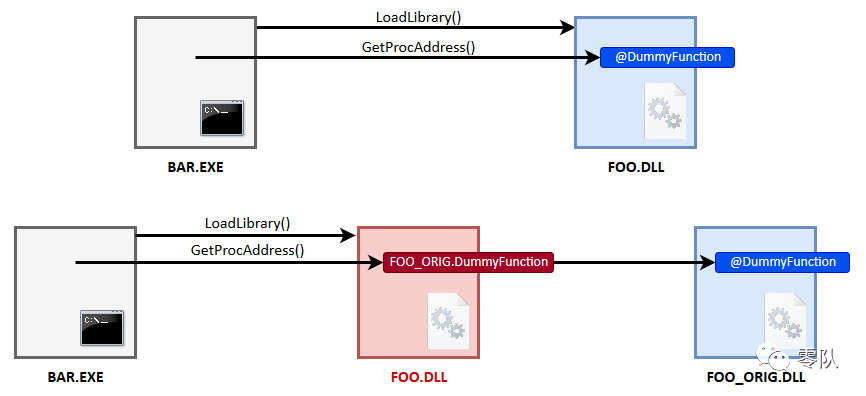 LoadLibrary()
GetProcAddress()
@DummyFunction
C:\_
BAR.EXE
FOO.DLL
LoadLibrary()
GetProcAddress()
FOO_ORIG.DummyFunction
@DummyFunction
C:\_
零队
BAR.EXE
FOO.DLL
FOO_ORIG.DLL